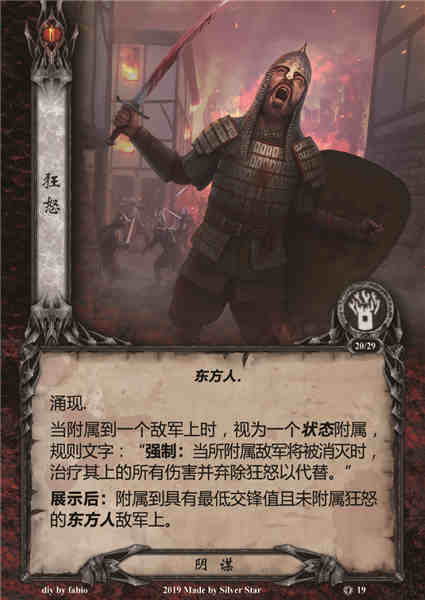 狂怒
20/29
东方人.
涌现.
当附属到一个敌军上时，视为一个状态附属，
规则文字：“强制：当所附属敌军将被消灭时，
治疗其上的所有伤害并弃除狂怒以代替。”
展示后：附属到具有最低交锋值且未附属狂怒
的东方人敌军上。
阴谋
diy by fabio
2019 Made by Silver Star
19